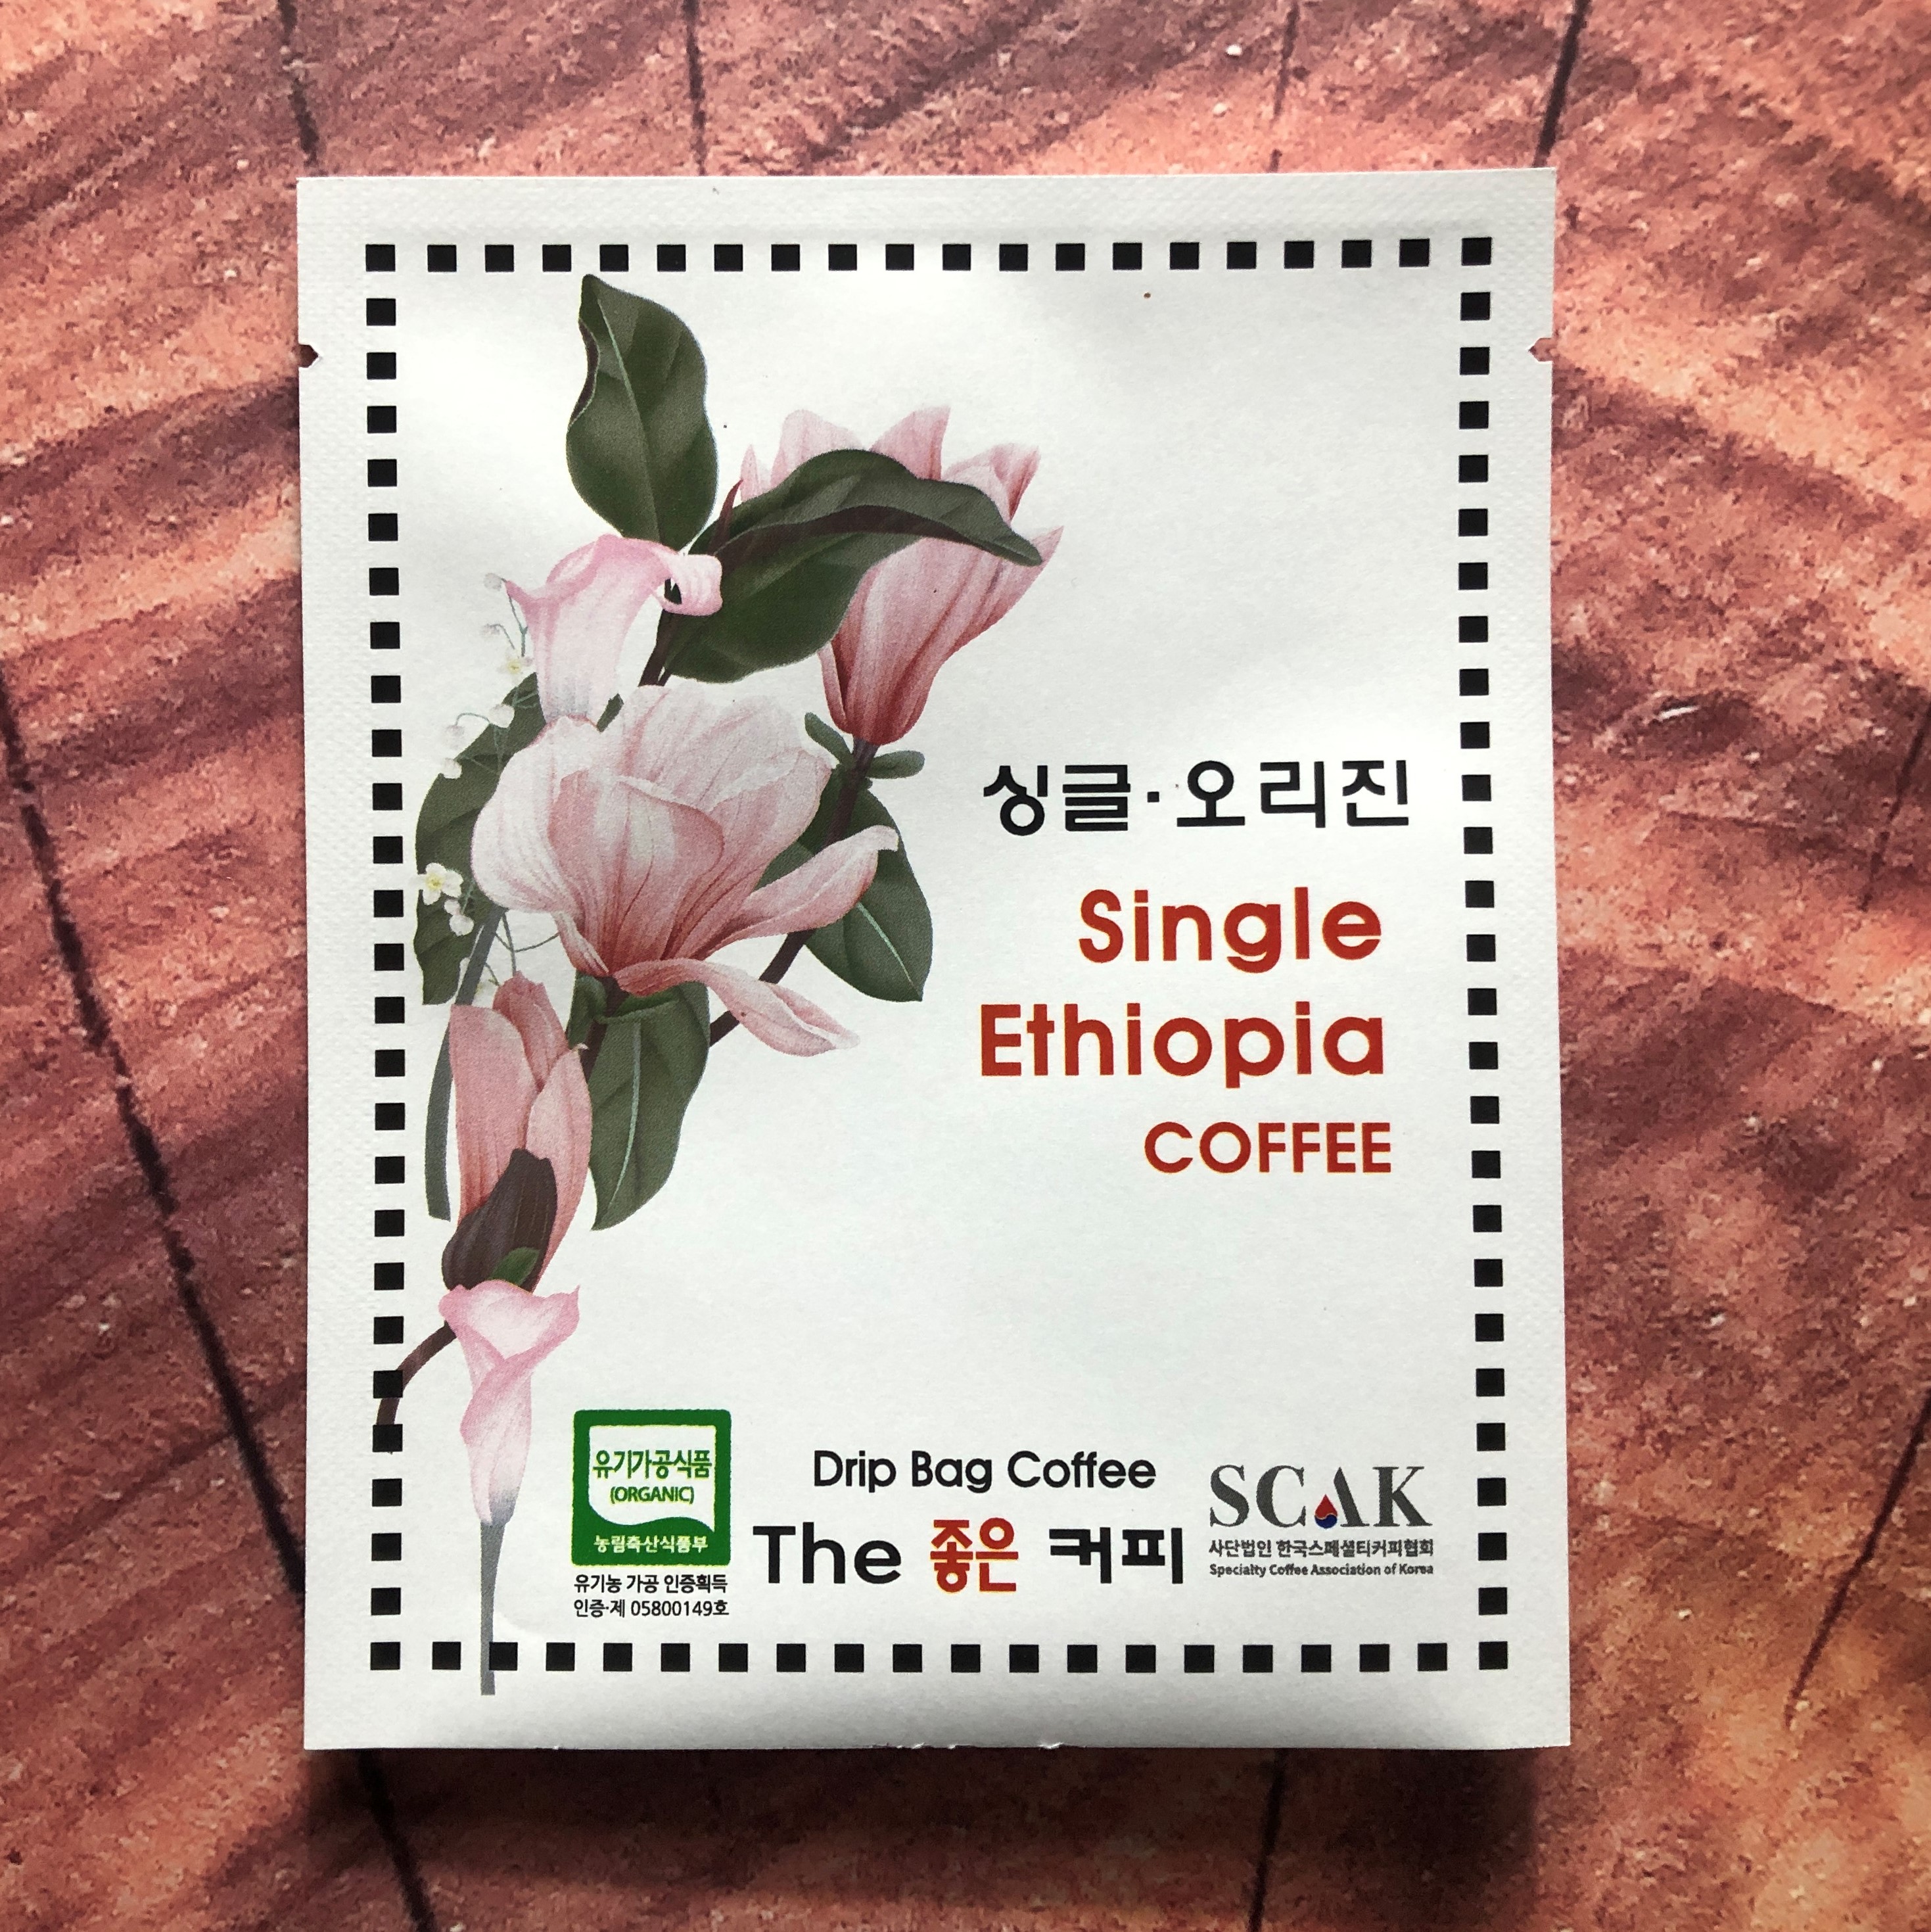 싱글·오리진
Single
Ethiopia
COFFEE
유기가공식품
(ORGANIC)
농림축산식품부
유기농 가공 인증획득
인증·제 05800149호
Drip Bag Coffee
The 좋은 커피
SCAK
사단법인 한국스페셜티커피협회
Specialty Coffee Association of Korea